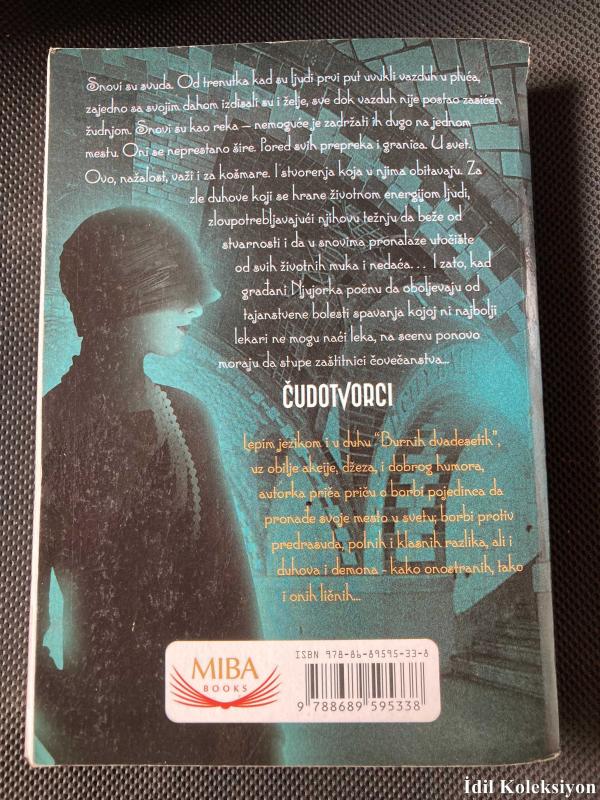 Snovi su svuda. Od trenutka kad su ljudi prvi put uvukli vazduh u pluća,
zajedno sa svojim dahom izdisali su i želje, sve dok vazduh nije postao zasićen
žudnjom. Snovi su kao reka – nemoguće je zadržati ih dugo na jednom
mestu. Oni se neprestano šire. Pored svih prepreka i granica. U svet.
Ovo, nažalost, važi i za košmare. I stvorenja koja u njima obitavaju. Za
zle duhove koji se hrane životnom energijom ljudi,
zloupotrebljavajući njihovu težnju da beže od
stvarnosti i da u snovima pronalaze utočište
od svih životnih muka i nedaća... I zato, kad
građani Njujorka počnu da oboljevaju od
tajanstvene bolesti spavanja kojoj ni najbolji
lekari ne mogu naći leka, na scenu ponovo
moraju da stupe zaštitnici čovečanstva...
ČUDOTVORCI
Lepim jezikom i u duhu "Burnih dvadesetih",
uz obilje akcije, džeza, i dobrog humora,
autorka priča priču o borbi pojedinca da
pronađe svoje mesto u svetu; borbi protiv
predrasuda, polnih i klasnih razlika, ali i
duhova i demona - kako onostranih, tako
i onih ličnih...
ISBN 978-86-89595-33-8
MIBA
BOOKS
9 788689 595338
İdil Koleksiyon